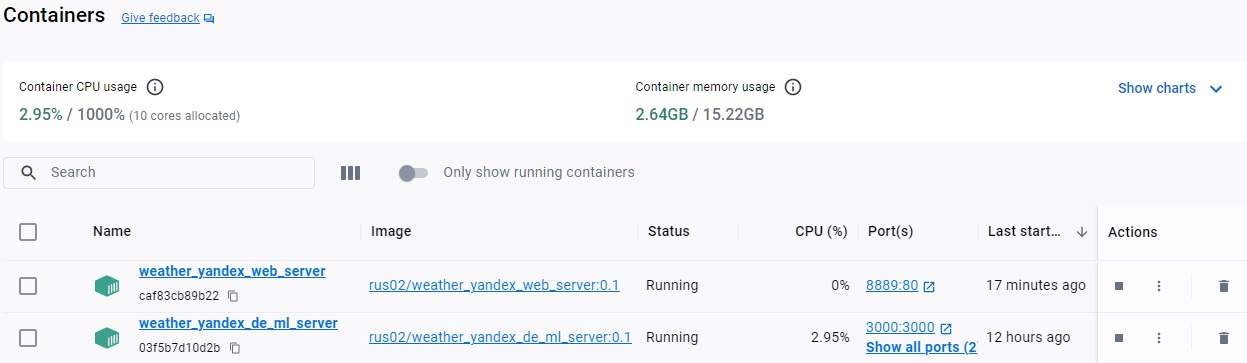 Containers Give feedback
Container CPU usage
Container memory usage
Show charts
2.95% / 1000% (10 cores allocated)
2.64GB / 15.22GB
Search
Only show running containers
Name Image Status CPU (%) Port(s) Last start... Actions
weather_yandex_web_server
caf83cb89b22
rus02/weather_yandex_web_server:0.1 Running 0% 8889:80 17 minutes ago
weather_yandex_de_ml_server
03f5b7d10d2b
rus02/weather_yandex_de_ml_server:0.1 Running 2.95% 3000:3000 12 hours ago
Show all ports (2